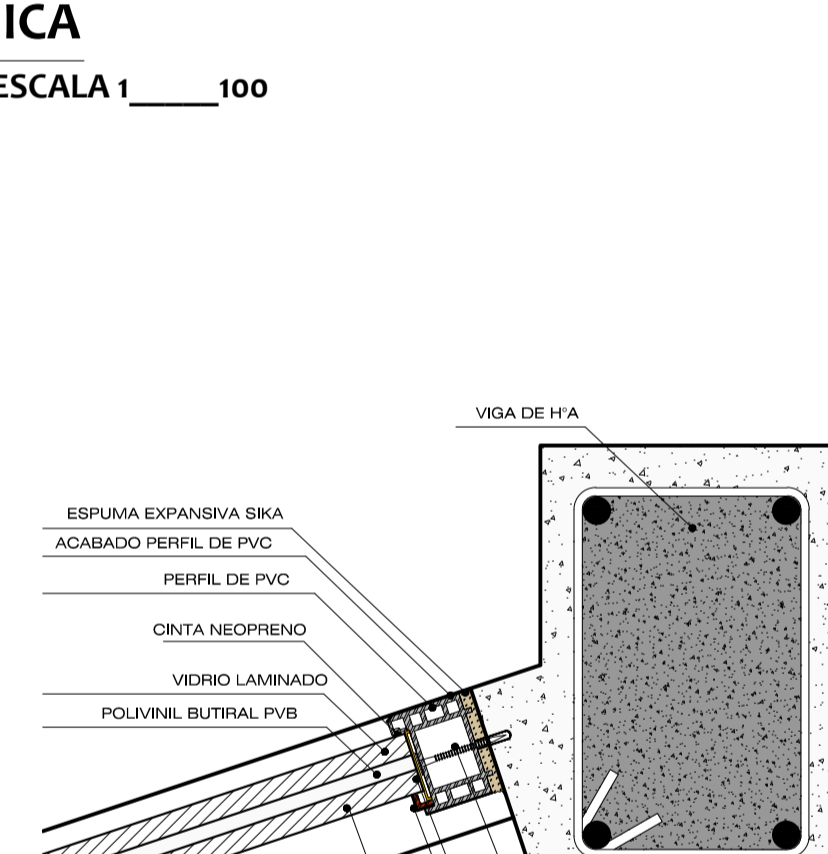 ICA
ESCALA 1_____100
VIGA DE H°A
ESPUMA EXPANSIVA SIKA
ACABADO PERFIL DE PVC
PERFIL DE PVC
CINTA NEOPRENO
VIDRIO LAMINADO
POLIVINIL BUTIRAL PVB